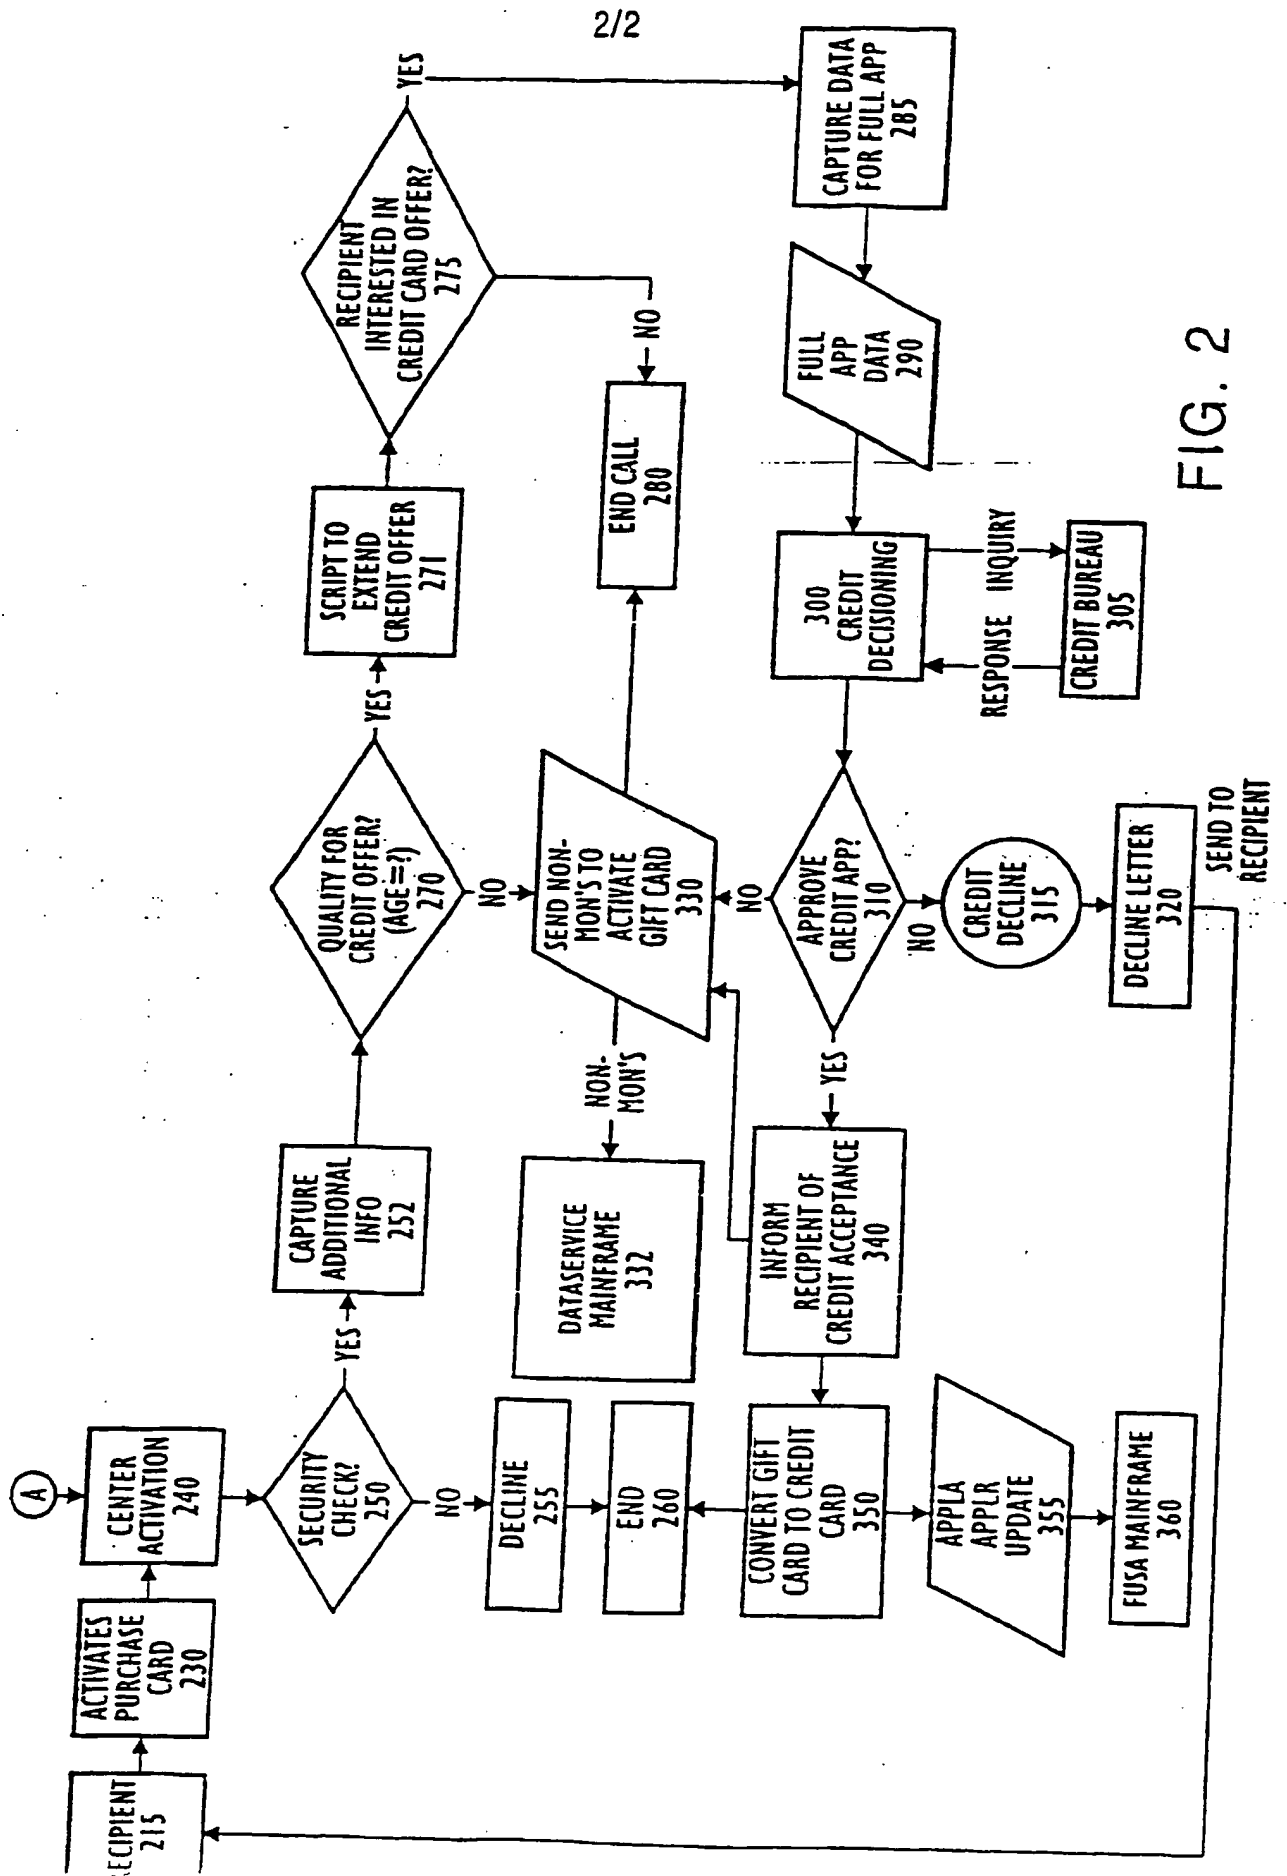 2/2
A
RECIPIENT
215
ACTIVATES
PURCHASE
CARD
230
CENTER
ACTIVATION
240
SECURITY
CHECK?
250
YES
NO
DECLINE
255
END
260
CAPTURE
ADDITIONAL
INFO
252
QUALITY FOR
CREDIT OFFER?
(AGE=?)
270
YES
NO
SCRIPT TO
EXTEND
CREDIT OFFER
271
RECIPIENT
INTERESTED IN
CREDIT CARD OFFER?
275
YES
NO
END CALL
280
CAPTURE DATA
FOR FULL APP
285
FULL
APP
DATA
290
300
CREDIT
DECISIONING
RESPONSE
INQUIRY
CREDIT BUREAU
305
APPROVE
CREDIT APP?
310
NO
NO
YES
CREDIT
DECLINE
315
DECLINE LETTER
320
SEND TO
RECIPIENT
SEND NON-
MON'S TO
ACTIVATE
GIFT CARD
330
NON-
MON'S
DATASERVICE
MAINFRAME
332
INFORM
RECIPIENT OF
CREDIT ACCEPTANCE
340
CONVERT GIFT
CARD TO CREDIT
CARD
350
APPLA
APPLR
UPDATE
355
FUSA MAINFRAME
360
FIG. 2